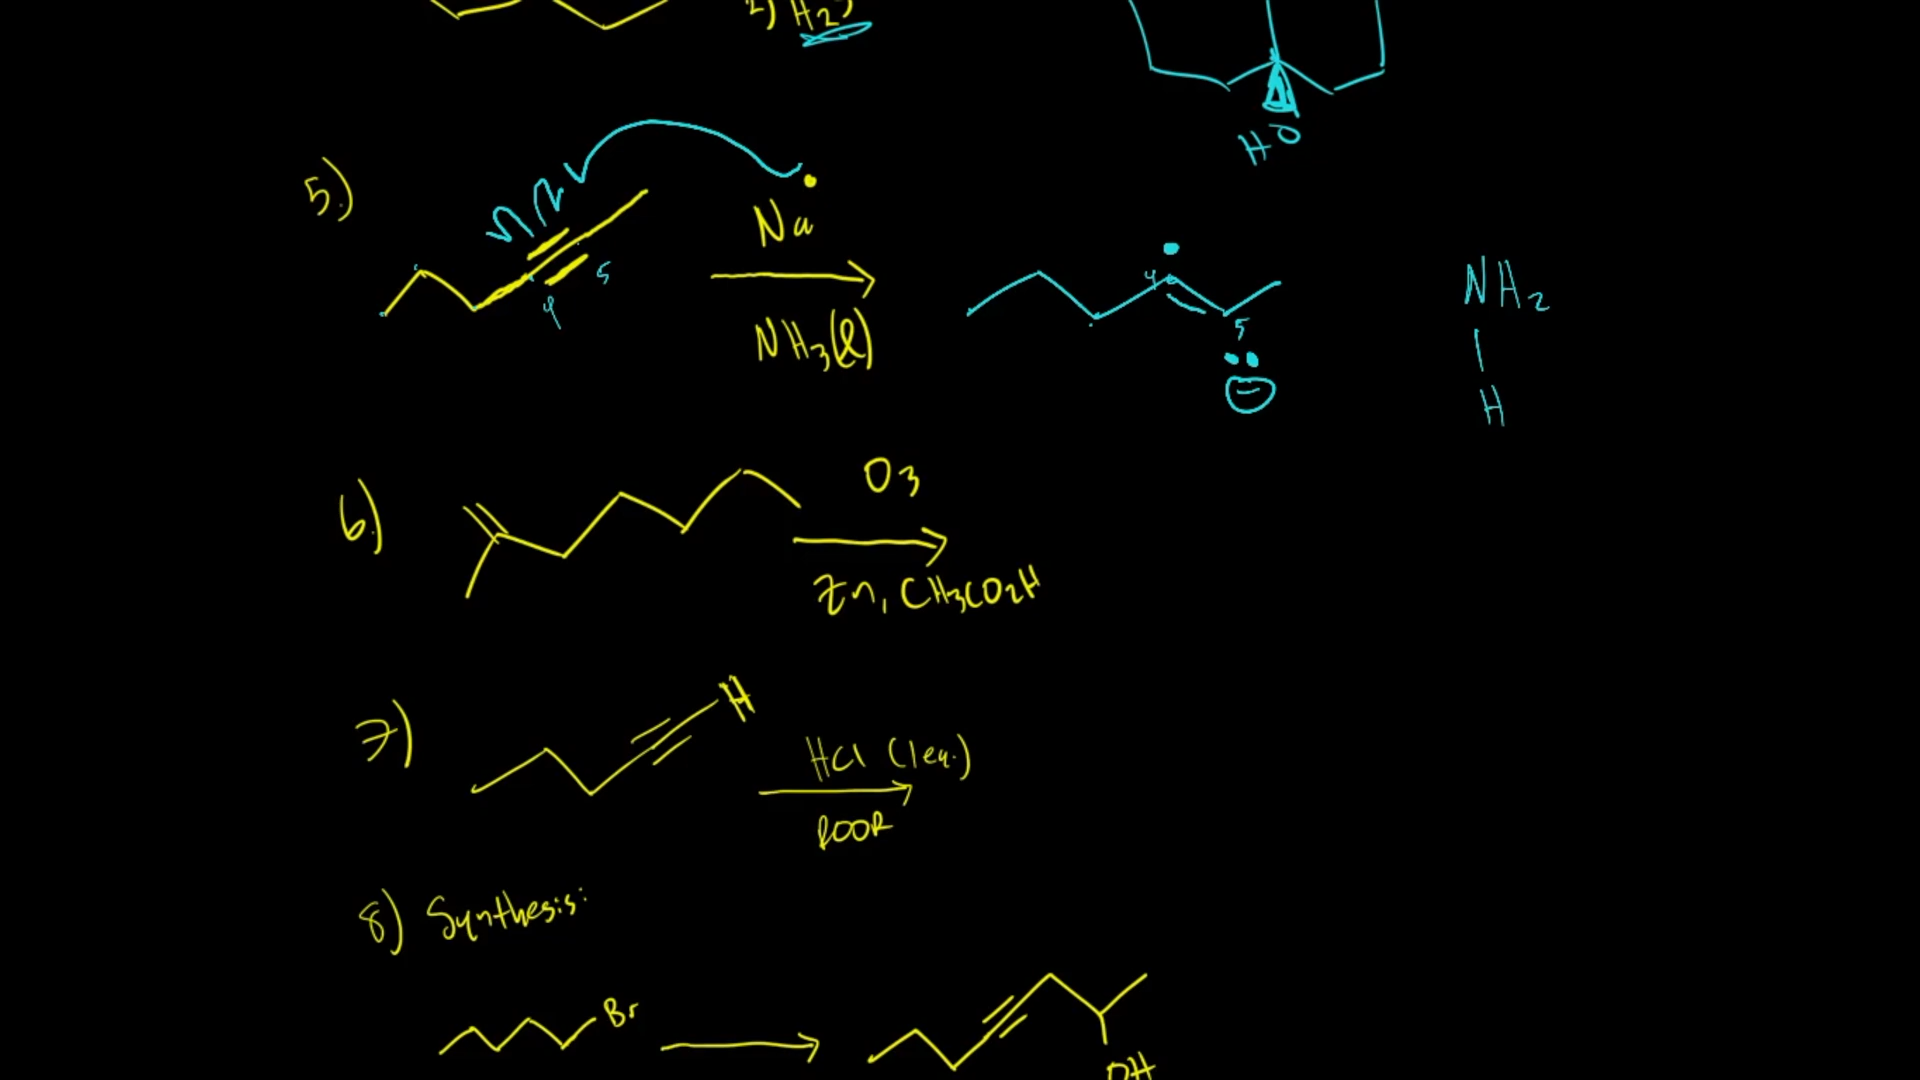 2) H2S
HO
5.)
Na
NH3(l)
4
5
4
5
NH2
H
6.)
O3
Zn, CH3CO2H
7)
H
HCl (1eq.)
ROOR
8) Synthesis:
Br
OH